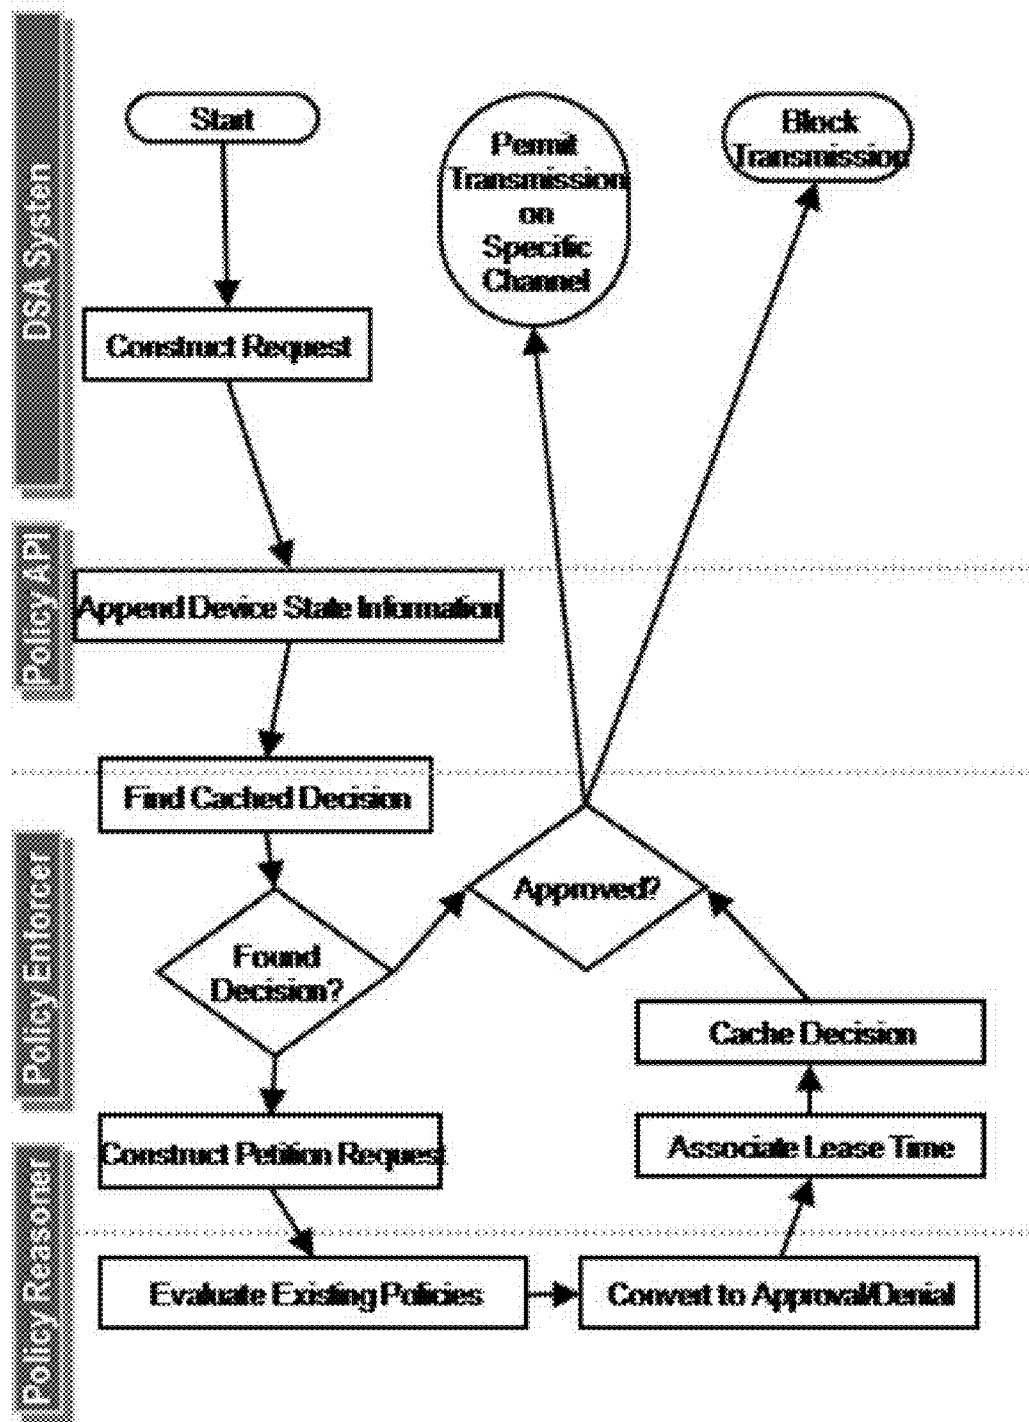 DSA Systen
Start
Permit
Transmission
on
Specific
Channel
Block
Transmission
Construct Request
Policy API
Append Device State Information
Find Cached Decision
Policy Enforcer
Approved?
Found
Decision?
Cache Decision
Construct Petition Request
Associate Lease Time
Policy Reasoner
Evaluate Existing Policies
Convert to Approval/Denial